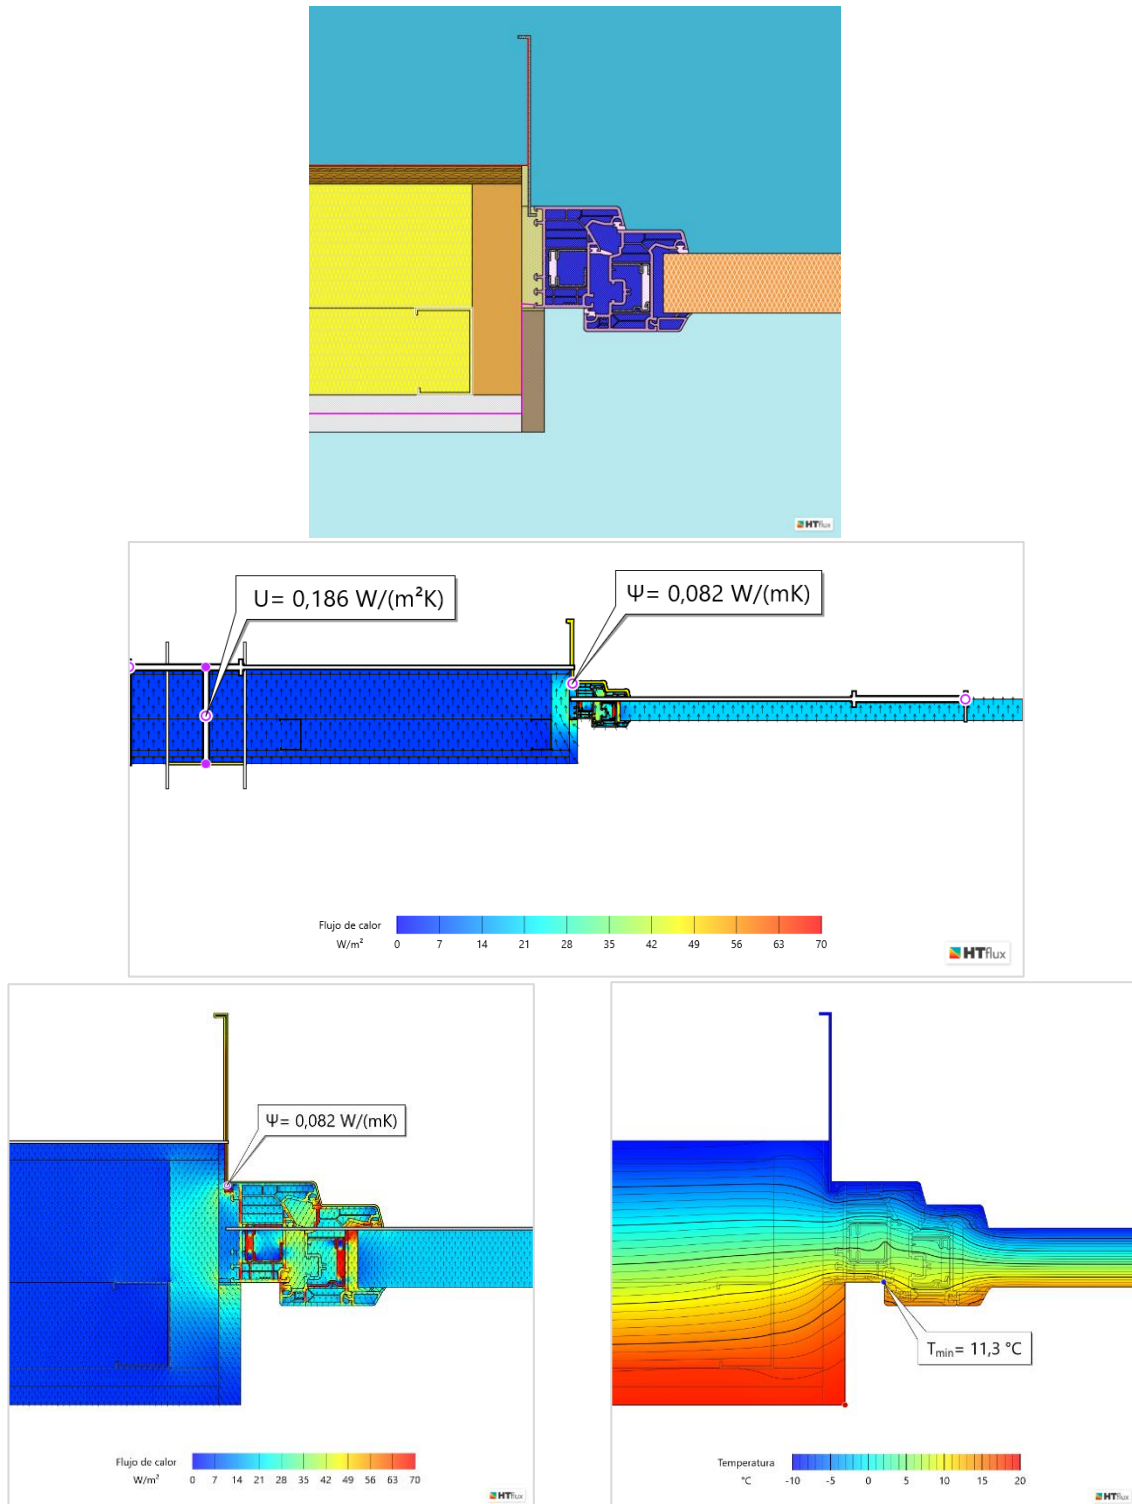 HTflux
U= 0,186 W/(m²K)
Ψ= 0,082 W/(mK)
Flujo de calor
W/m²
0 7 14 21 28 35 42 49 56 63 70
HTflux
Ψ= 0,082 W/(mK)
Tmin= 11,3 °C
Flujo de calor
W/m²
0 7 14 21 28 35 42 49 56 63 70
HTflux
Temperatura
°C
-10 -5 0 5 10 15 20
HTflux